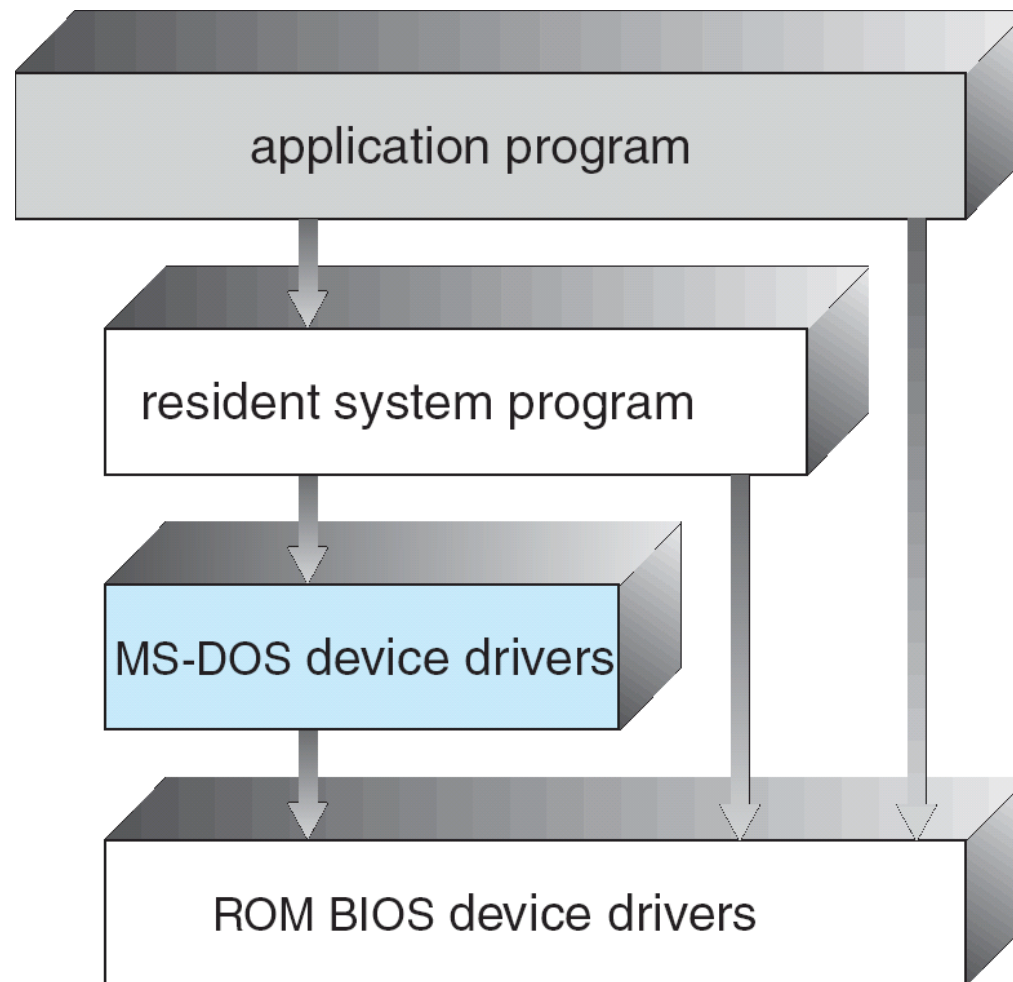 application program
resident system program
MS-DOS device drivers
ROM BIOS device drivers